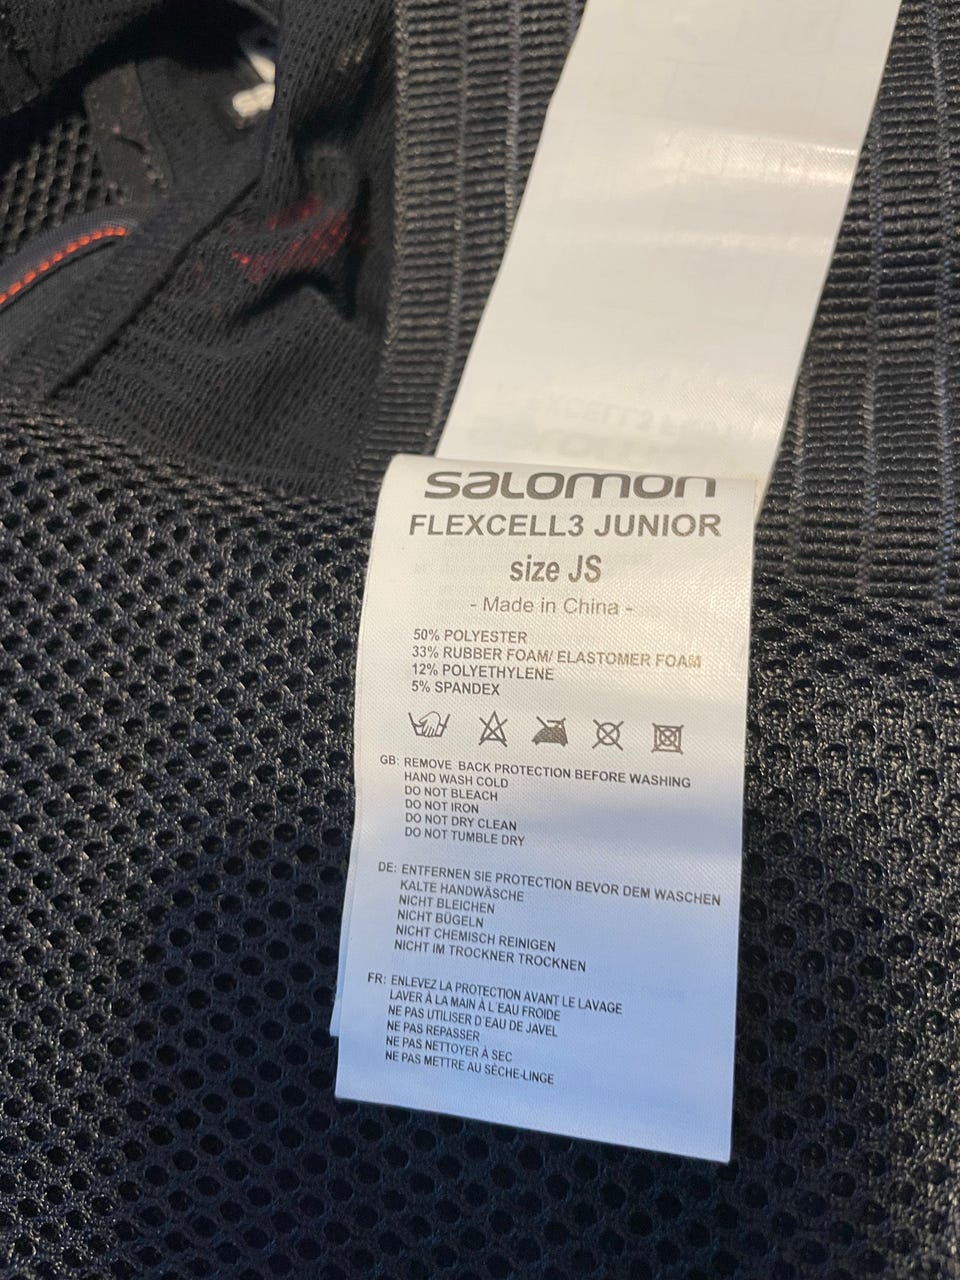 salomon
FLEXCELL3 JUNIOR
size JS
- Made in China -
50% POLYESTER
33% RUBBER FOAM/ ELASTOMER FOAM
12% POLYETHYLENE
5% SPANDEX
GB: REMOVE BACK PROTECTION BEFORE WASHING
HAND WASH COLD
DO NOT BLEACH
DO NOT IRON
DO NOT DRY CLEAN
DO NOT TUMBLE DRY
DE: ENTFERNEN SIE PROTECTION BEVOR DEM WASCHEN
KALTE HANDWÄSCHE
NICHT BLEICHEN
NICHT BÜGELN
NICHT CHEMISCH REINIGEN
NICHT IM TROCKNER TROCKNEN
FR: ENLEVEZ LA PROTECTION AVANT LE LAVAGE
LAVER À LA MAIN À L'EAU FROIDE
NE PAS UTILISER D'EAU DE JAVEL
NE PAS REPASSER
NE PAS NETTOYER À SEC
NE PAS METTRE AU SÈCHE-LINGE